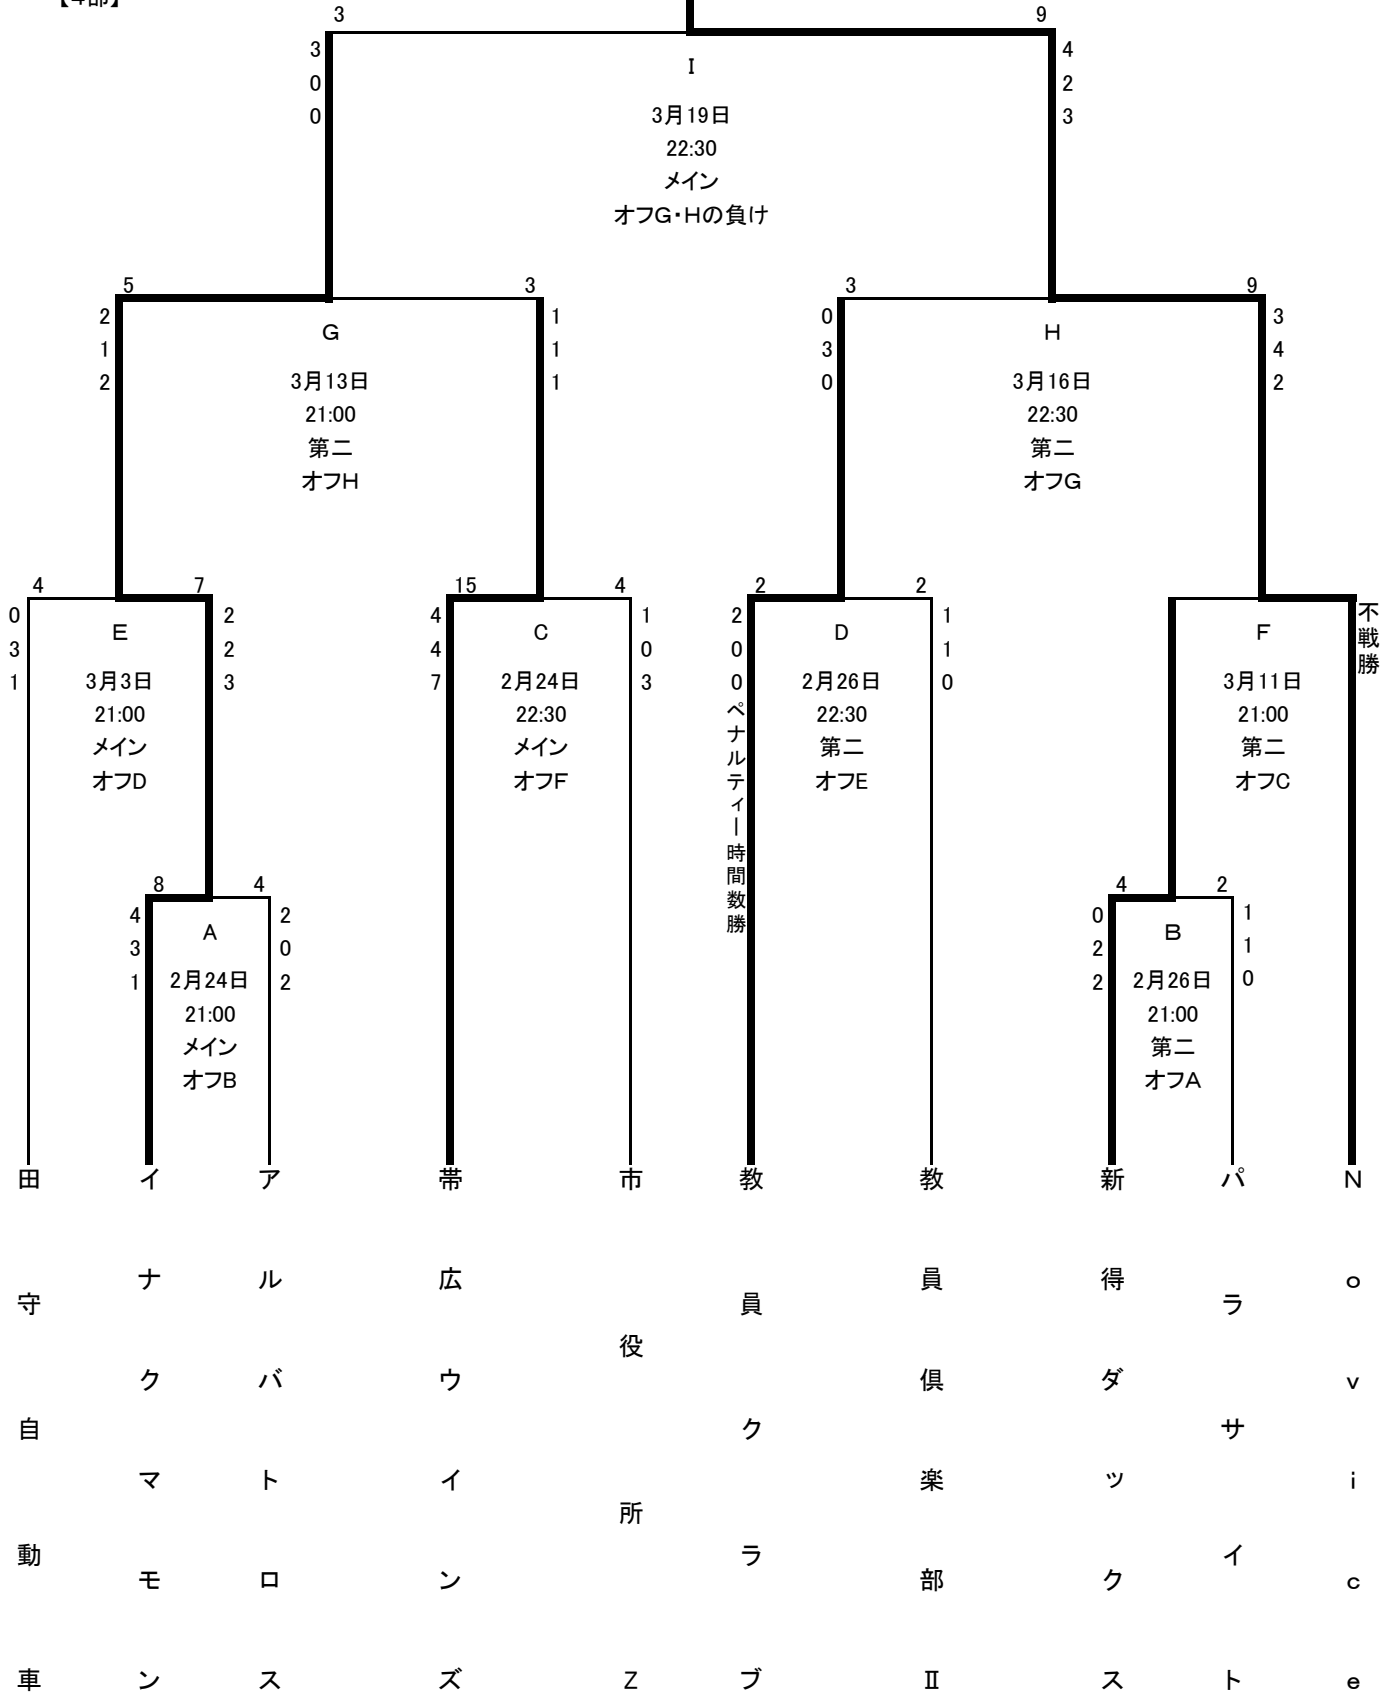 【4部】
3 9
3 4
0 2
0 3
I
3月19日
22:30
メイン
オフG・Hの負け
5 3 3 9
2 1 0 3
1 1 3 4
2 1 0 2
G
3月13日
21:00
第二
オフH
H
3月16日
22:30
第二
オフG
4 7
0 2
3 2
1 3
E
3月3日
21:00
メイン
オフD
15 4
4 1
4 0
7 3
C
2月24日
22:30
メイン
オフF
2 2
2 1
0 1
0 0
ペナルティー時間数勝
D
2月26日
22:30
第二
オフE
不戦勝
F
3月11日
21:00
第二
オフC
8 4
4 2
3 0
1 2
A
2月24日
21:00
メイン
オフB
4 2
0 1
2 1
2 0
B
2月26日
21:00
第二
オフA
田守自動車
イナクマモン
アルバトロス
帯広ウインズ
市役所Z
教員クラブ
教員倶楽部Ⅱ
新得ダックス
パラサイト
Novice